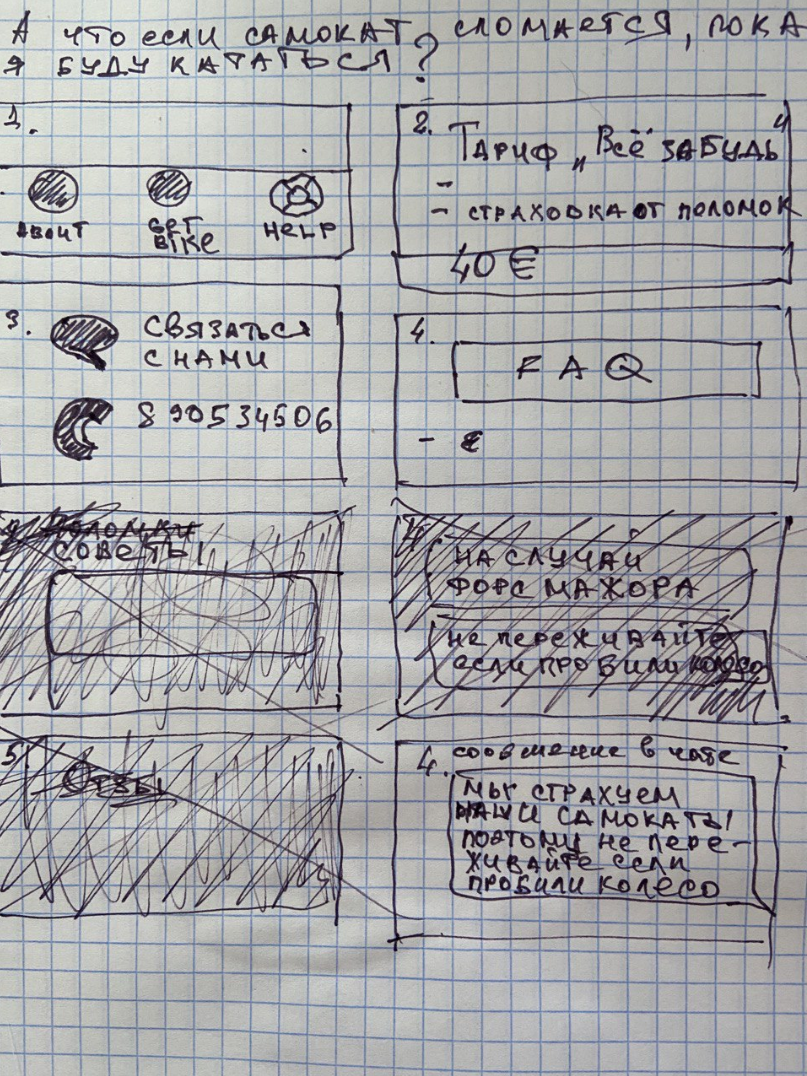 А ЧТО ЕСЛИ САМОКАТ СЛОМАЕТСЯ, ПОКА
Я БУДУ КАТАТЬСЯ?
1.
ABOUT
GET
BIKE
HELP
2.
ТАРИФ „ВСЁ ЗАБУДЬ"
-
- СТРАХОВКА ОТ ПОЛОМОК
40 €
3.
СВЯЗАТЬСЯ
С НАМИ
8 90534506
4.
FAQ
-
ПОЛОМКИ
СОВЕТЫ
4
НА СЛУЧАЙ
ФОРС МАЖОРА
НЕ ПЕРЕЖИВАЙТЕ
ЕСЛИ ПРОБИЛИ КОЛЕСО
5
4.
СООБЩЕНИЕ В ЧАТЕ
МЫ СТРАХУЕМ
НАШИ САМОКАТЫ
ПОЭТОМУ НЕ ПЕРЕ-
ЖИВАЙТЕ ЕСЛИ
ПРОБИЛИ КОЛЕСО